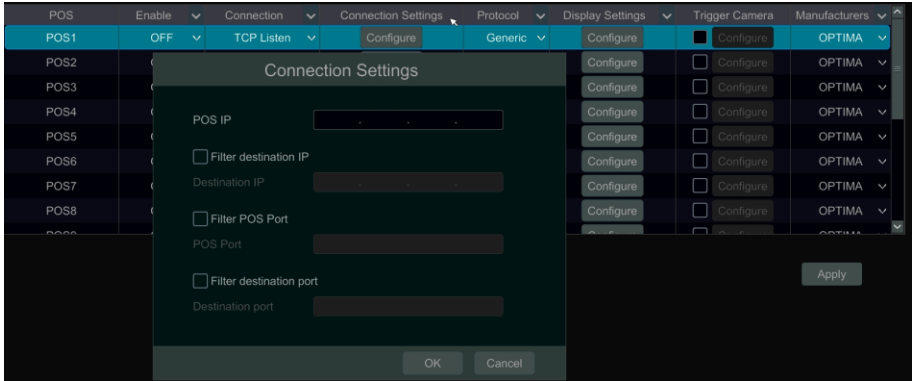 POS Enable Connection Connection Settings Protocol Display Settings Trigger Camera Manufacturers
POS1 OFF TCP Listen Configure Generic Configure Configure OPTIMA
POS2 Configure Configure OPTIMA
POS3 Configure Configure OPTIMA
POS4 Configure Configure OPTIMA
POS5 Configure Configure OPTIMA
POS6 Configure Configure OPTIMA
POS7 Configure Configure OPTIMA
POS8 Configure Configure OPTIMA
Connection Settings
POS IP . . .
Filter destination IP
Destination IP . . .
Filter POS Port
POS Port
Filter destination port
Destination port
OK Cancel
Apply